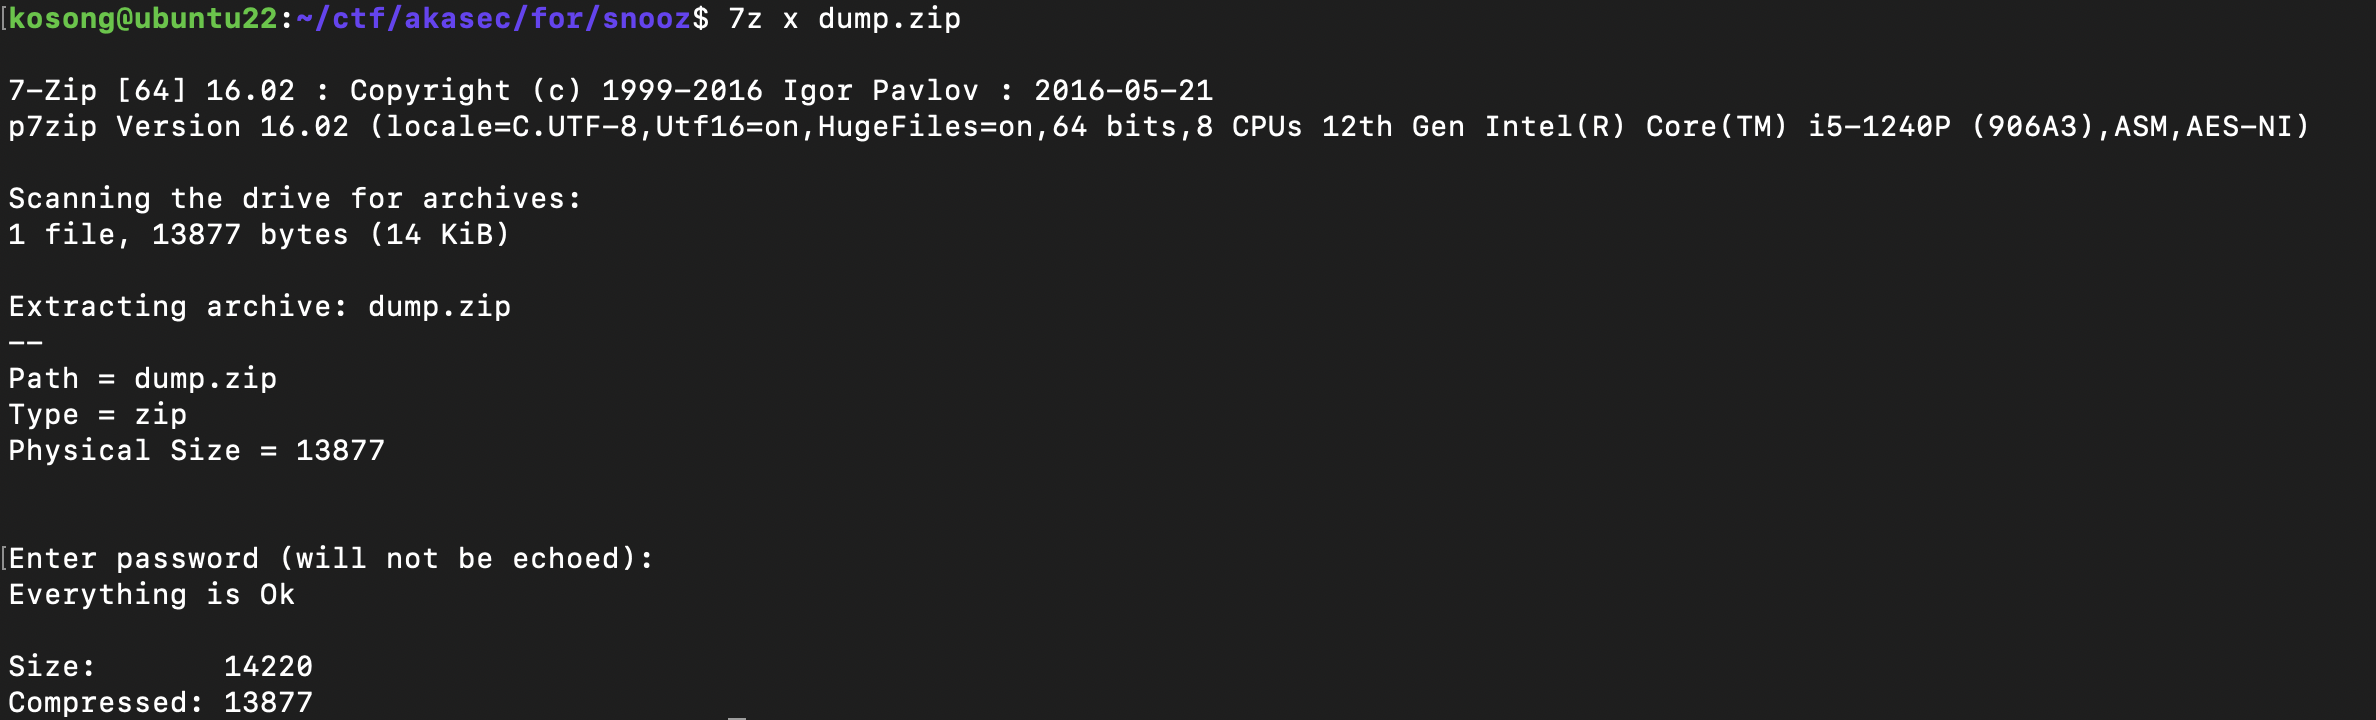 kosong@ubuntu22:~/ctf/akasec/for/snooz$ 7z x dump.zip
7-Zip [64] 16.02 : Copyright (c) 1999-2016 Igor Pavlov : 2016-05-21
p7zip Version 16.02 (locale=C.UTF-8,Utf16=on,HugeFiles=on,64 bits,8 CPUs 12th Gen Intel(R) Core(TM) i5-1240P (906A3),ASM,AES-NI)
Scanning the drive for archives:
1 file, 13877 bytes (14 KiB)
Extracting archive: dump.zip
--
Path = dump.zip
Type = zip
Physical Size = 13877
Enter password (will not be echoed):
Everything is Ok
Size:       14220
Compressed: 13877